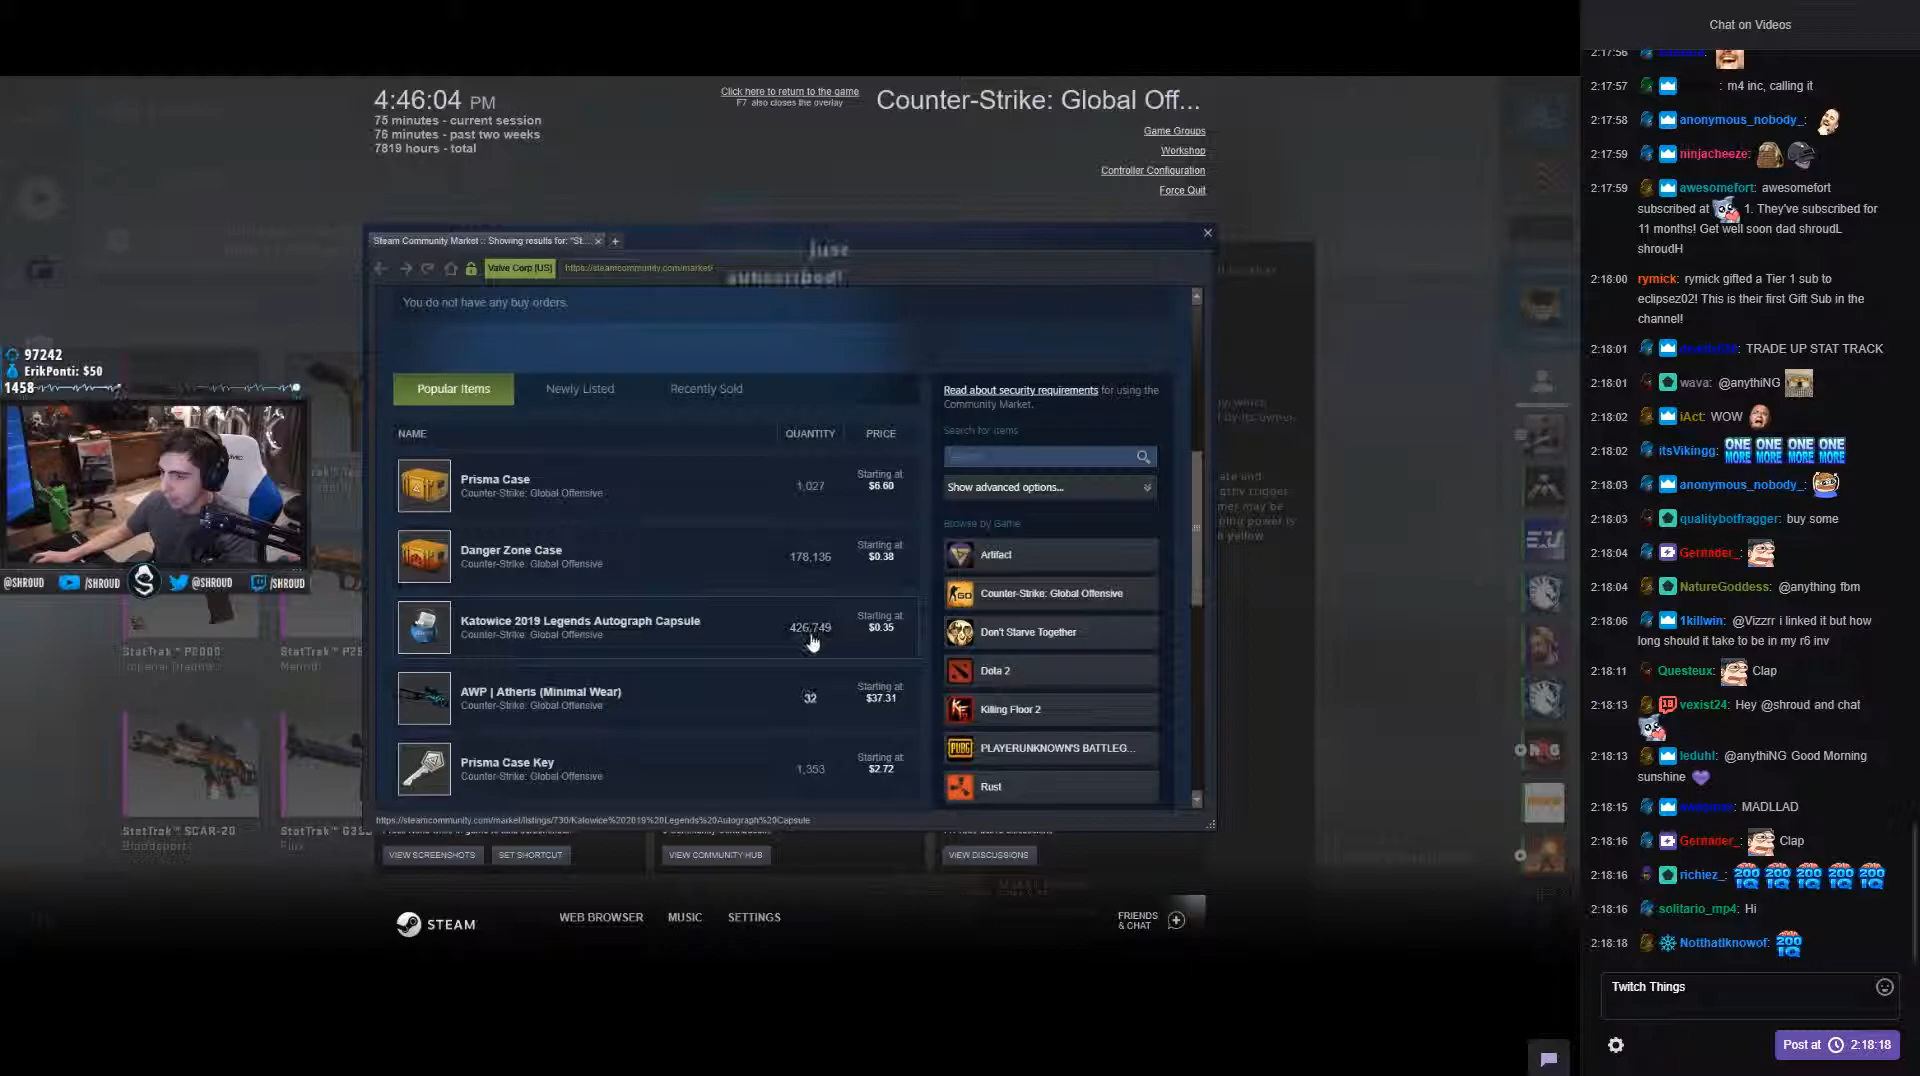 Chat on Videos
4:46:04 PM
75 minutes - current session
76 minutes - past two weeks
7819 hours - total
Click here to return to the game
F7 also closes the overlay
Counter-Strike: Global Off...
Game Groups
Workshop
Controller Configuration
Force Quit
Steam Community Market :: Showing results for: "St...
Valve Corp [US]
https://steamcommunity.com/market/
You do not have any buy orders.
Popular Items
Newly Listed
Recently Sold
NAME
QUANTITY
PRICE
Prisma Case
Counter-Strike: Global Offensive
1,027
Starting at:
$6.60
Danger Zone Case
Counter-Strike: Global Offensive
178,136
Starting at:
$0.38
Katowice 2019 Legends Autograph Capsule
Counter-Strike: Global Offensive
426,749
Starting at:
$0.35
AWP | Atheris (Minimal Wear)
Counter-Strike: Global Offensive
32
Starting at:
$37.31
Prisma Case Key
Counter-Strike: Global Offensive
1,353
Starting at:
$2.72
Read about security requirements for using the
Community Market.
Search for items
Show advanced options...
Browse by Game
Artifact
Counter-Strike: Global Offensive
Don't Starve Together
Dota 2
Killing Floor 2
PLAYERUNKNOWN'S BATTLEG...
Rust
https://steamcommunity.com/market/listings/730/Katowice%202019%20Legends%20Autograph%20Capsule
VIEW SCREENSHOTS
SET SHORTCUT
VIEW COMMUNITY HUB
VIEW DISCUSSIONS
STEAM
WEB BROWSER
MUSIC
SETTINGS
FRIENDS
& CHAT
97242
ErikPonti: $50
1458
@SHROUD
/SHROUD
@SHROUD
/SHROUD
StatTrak™ P2000
StatTrak™ SCAR-20
Bloodsport
2:17:56
2:17:57 : m4 inc, calling it
2:17:58 anonymous_nobody_:
2:17:59 ninjacheeze:
2:17:59 awesomefort: awesomefort
subscribed at 1. They've subscribed for
11 months! Get well soon dad shroudL
shroudH
2:18:00 rymick: rymick gifted a Tier 1 sub to
eclipsez02! This is their first Gift Sub in the
channel!
2:18:01 TRADE UP STAT TRACK
2:18:01 wava: @anythiNG
2:18:02 iAct: WOW
2:18:02 itsVikingg: ONE MORE ONE MORE ONE MORE ONE MORE
2:18:03 anonymous_nobody_:
2:18:03 qualitybotfragger: buy some
2:18:04 Gernader_:
2:18:04 NatureGoddess: @anything fbm
2:18:06 1killwin: @Vizzrr i linked it but how
long should it take to be in my r6 inv
2:18:11 Questeux: Clap
2:18:13 vexist24: Hey @shroud and chat
2:18:13 leduhl: @anythiNG Good Morning
sunshine
2:18:15 MADLLAD
2:18:16 Gernader_: Clap
2:18:16 richiez_: 200 IQ 200 IQ 200 IQ 200 IQ 200 IQ
2:18:16 solitario_mp4: Hi
2:18:18 NotthatIknowof: 200 IQ
Twitch Things
Post at 2:18:18